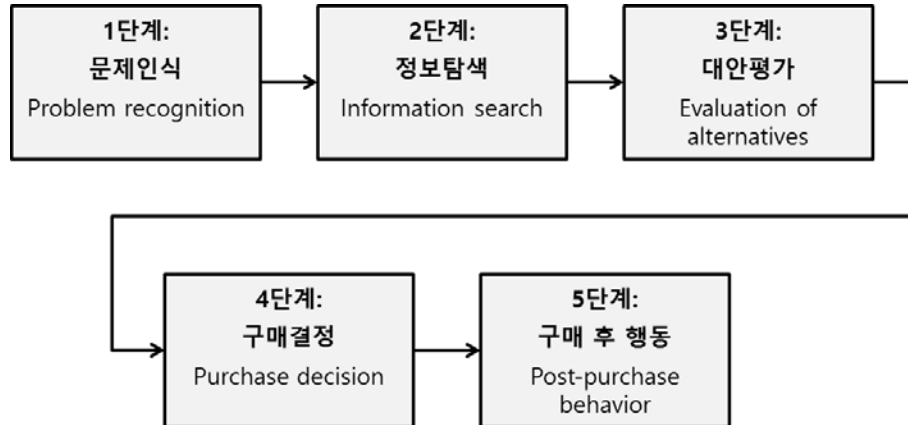 1단계:
문제인식
Problem recognition
2단계:
정보탐색
Information search
3단계:
대안평가
Evaluation of
alternatives
4단계:
구매결정
Purchase decision
5단계:
구매 후 행동
Post-purchase
behavior